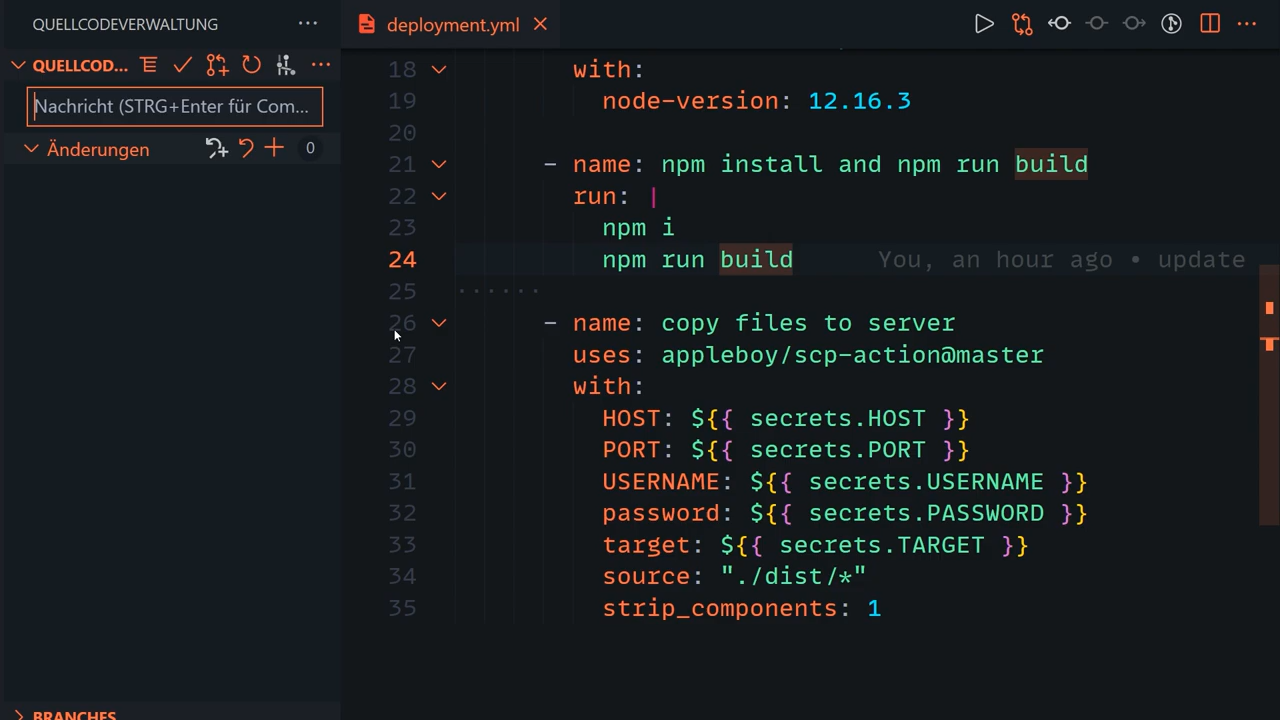 QUELLCODEVERWALTUNG
deployment.yml
QUELLCOD...
Nachricht (STRG+Enter für Com...
Änderungen 0
BRANCHES
18 with:
19 node-version: 12.16.3
20
21 - name: npm install and npm run build
22 run: |
23 npm i
24 npm run build You, an hour ago • update
25 ······
26 - name: copy files to server
27 uses: appleboy/scp-action@master
28 with:
29 HOST: ${{ secrets.HOST }}
30 PORT: ${{ secrets.PORT }}
31 USERNAME: ${{ secrets.USERNAME }}
32 password: ${{ secrets.PASSWORD }}
33 target: ${{ secrets.TARGET }}
34 source: "./dist/*"
35 strip_components: 1